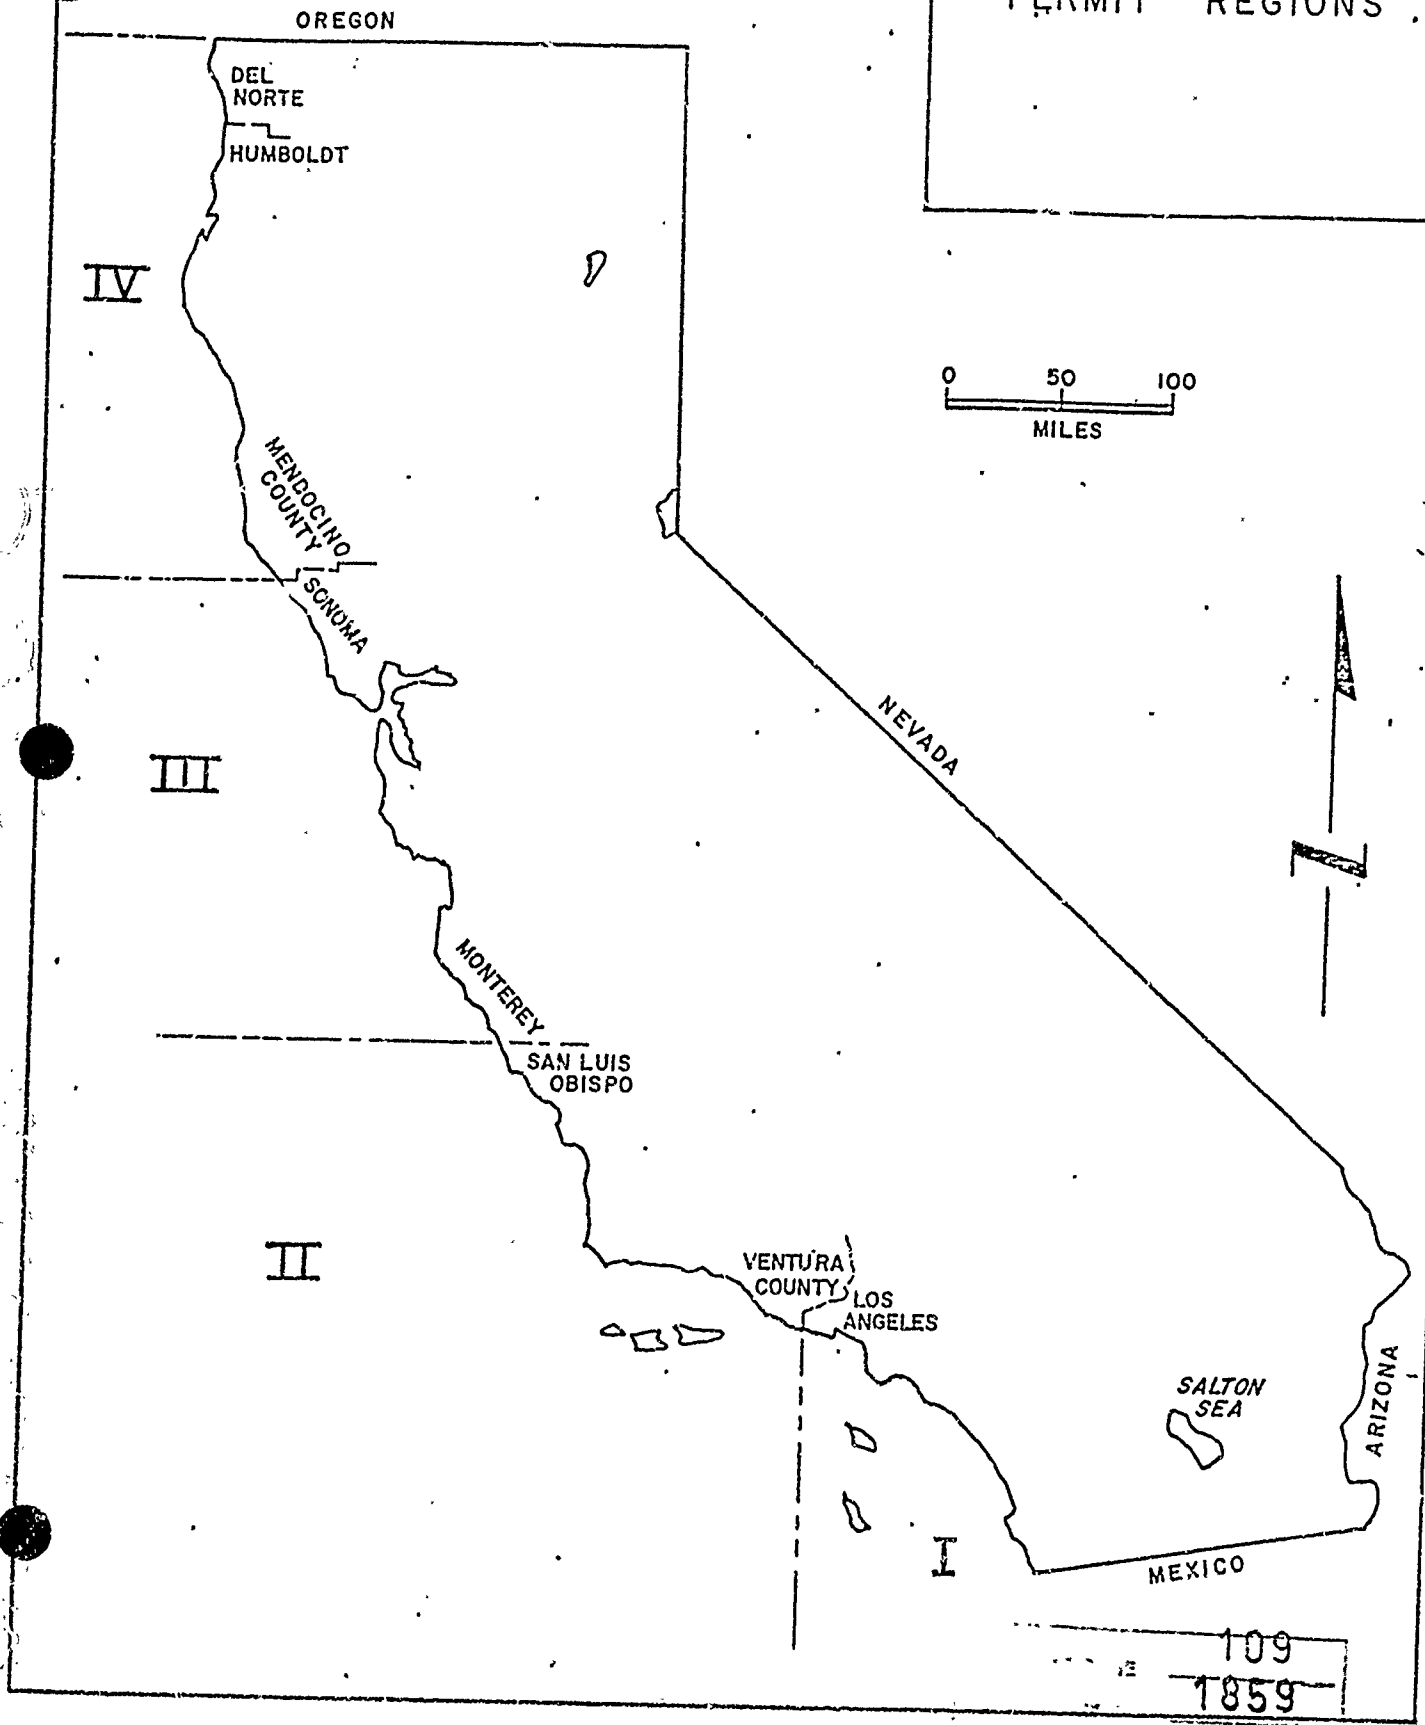 PERMIT REGIONS
OREGON
DEL
NORTE
HUMBOLDT
IV
0 50 100
MILES
MENDOCINO
COUNTY
SONOMA
NEVADA
III
MONTEREY
SAN LUIS
OBISPO
II
VENTURA
COUNTY
LOS
ANGELES
SALTON
SEA
ARIZONA
I
MEXICO
N
109
1859